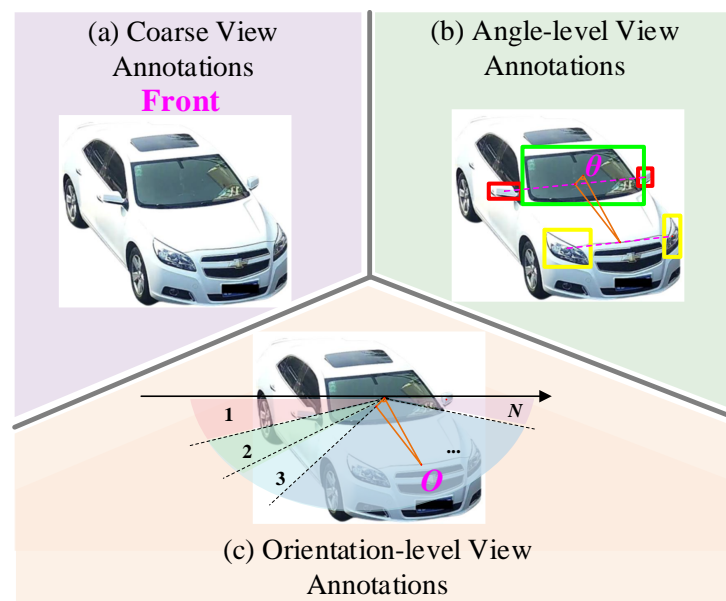 (a) Coarse View
Annotations
Front
(b) Angle-level View
Annotations
θ
1
2
3
...
N
O
(c) Orientation-level View
Annotations